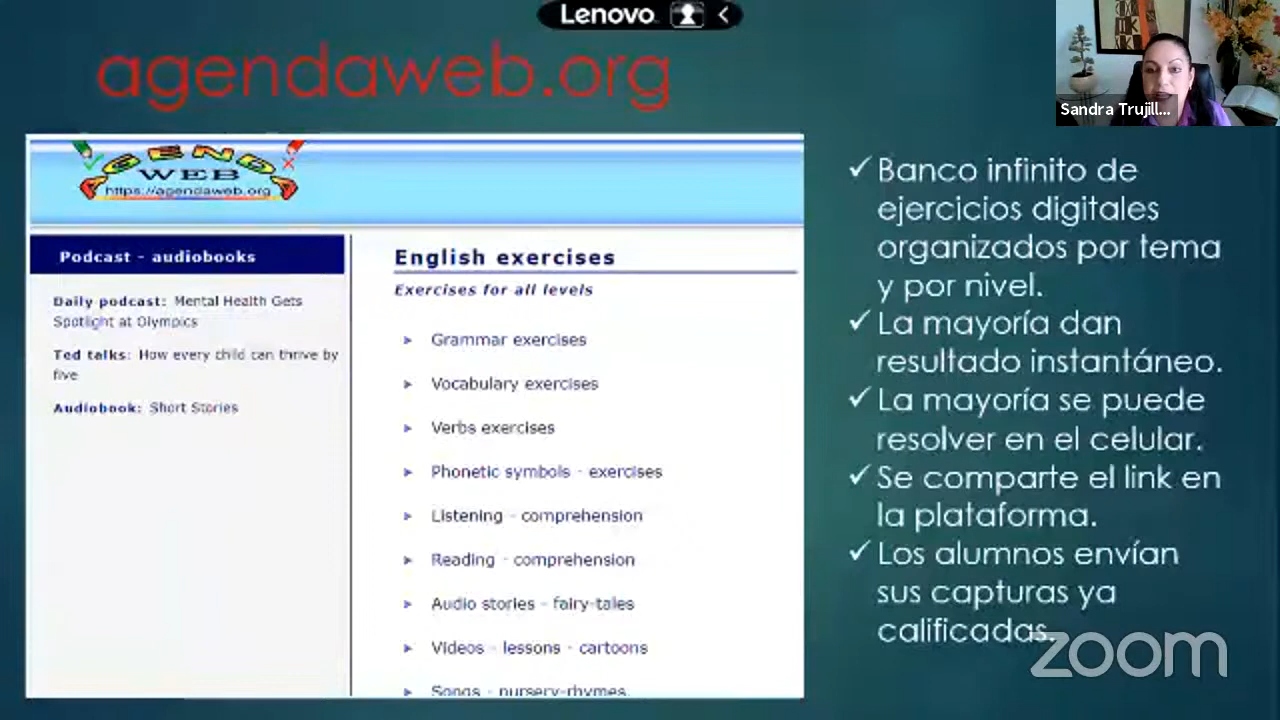 Lenovo
agendaweb.org
Sandra Trujill...
AGENDA
WEB
https://agendaweb.org
Podcast - audiobooks
Daily podcast: Mental Health Gets
Spotlight at Olympics
Ted talks: How every child can thrive by
five
Audiobook: Short Stories
English exercises
Exercises for all levels
Grammar exercises
Vocabulary exercises
Verbs exercises
Phonetic symbols - exercises
Listening - comprehension
Reading - comprehension
Audio stories - fairy-tales
Videos - lessons - cartoons
Songs - nursery-rhymes
✓ Banco infinito de
ejercicios digitales
organizados por tema
y por nivel.
✓ La mayoría dan
resultado instantáneo.
✓ La mayoría se puede
resolver en el celular.
✓ Se comparte el link en
la plataforma.
✓ Los alumnos envían
sus capturas ya
calificadas.
zoom